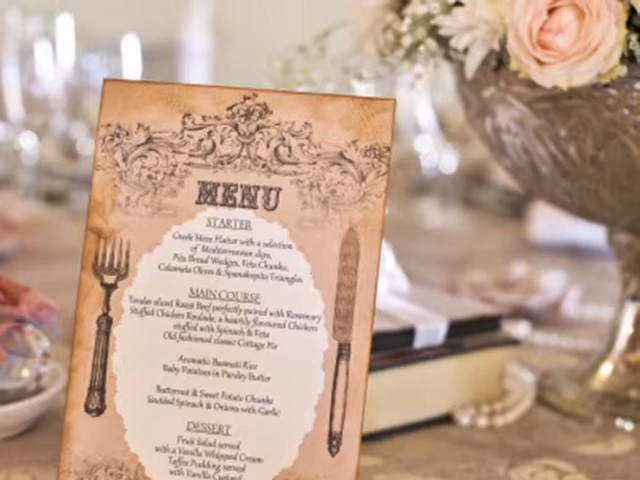 MENU
STARTER
Greek Meze Platter with a selection
of Mediterranean dips,
Pita Bread Wedges, Feta Chunks,
Calamata Olives & Spanakopita Triangles
MAIN COURSE
Tender sliced Roast Beef perfectly paired with Rosemary
Stuffed Chicken Roulade, a heartily flavoured Chicken
stuffed with Spinach & Feta
Old fashioned classic Cottage Pie
Aromatic Basmati Rice
Baby Potatoes in Parsley Butter
Butternut & Sweet Potato Chunks
Sautéed Spinach & Onions with Garlic
DESSERT
Fruit Salad served
with a Vanilla Whipped Cream
Toffee Pudding served
with Vanilla Custard